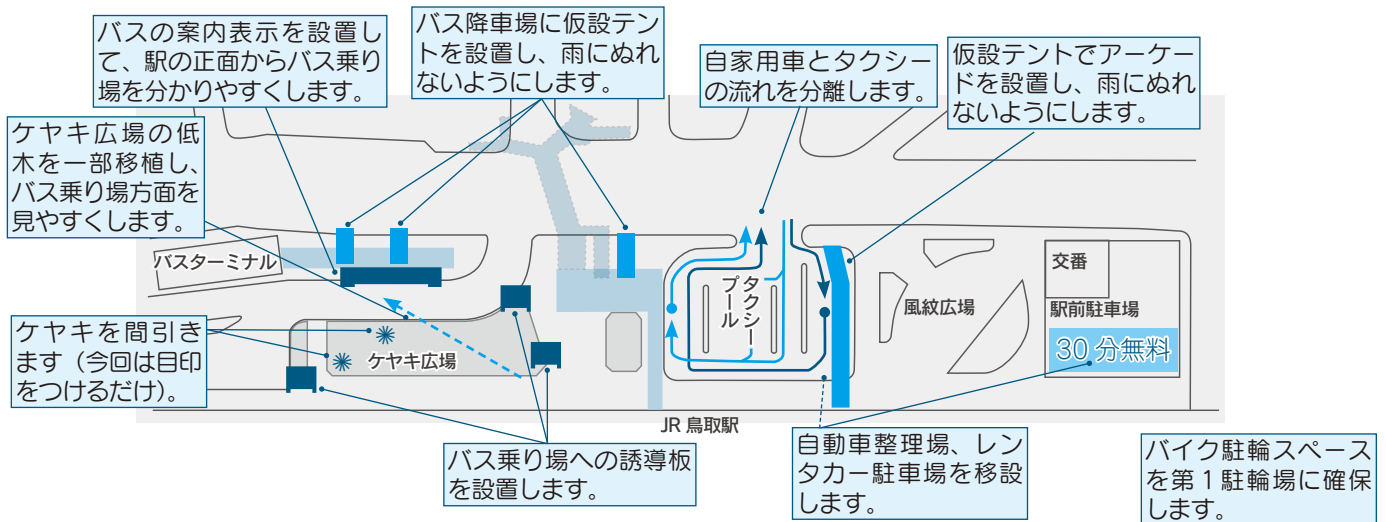 バスの案内表示を設置し
て、駅の正面からバス乗り
場を分かりやすくします。
バス降車場に仮設テン
トを設置し、雨にぬれ
ないようにします。
自家用車とタクシー
の流れを分離します。
仮設テントでアーケー
ドを設置し、雨にぬれ
ないようにします。
ケヤキ広場の低
木を一部移植し、
バス乗り場方面を
見やすくします。
バスターミナル
タクシー
プール
風紋広場
交番
駅前駐車場
30分無料
ケヤキを間引き
ます（今回は目印
をつけるだけ）。
ケヤキ広場
JR 鳥取駅
バス乗り場への誘導板
を設置します。
自動車整理場、レン
タカー駐車場を移設
します。
バイク駐輪スペース
を第1駐輪場に確保
します。